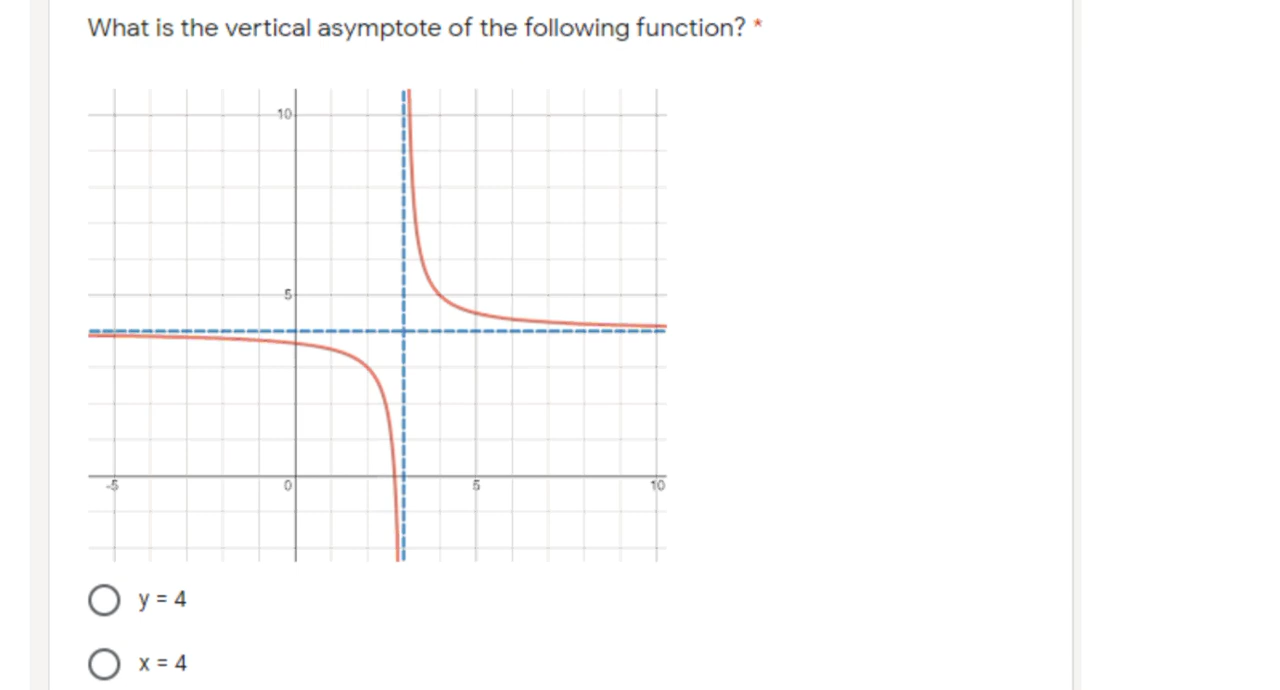 What is the vertical asymptote of the following function? *
10
5
-5 0 5 10
y = 4
x = 4